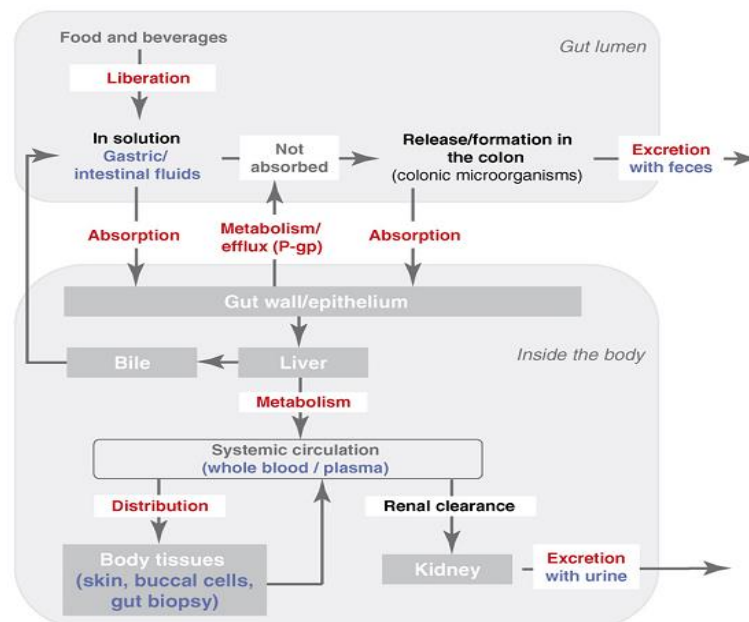 Food and beverages
Gut lumen
Liberation
In solution
Gastric/
intestinal fluids
Not
absorbed
Release/formation in
the colon
(colonic microorganisms)
Excretion
with feces
Absorption
Metabolism/
efflux (P-gp)
Absorption
Gut wall/epithelium
Bile
Liver
Inside the body
Metabolism
Systemic circulation
(whole blood / plasma)
Distribution
Renal clearance
Body tissues
(skin, buccal cells,
gut biopsy)
Kidney
Excretion
with urine